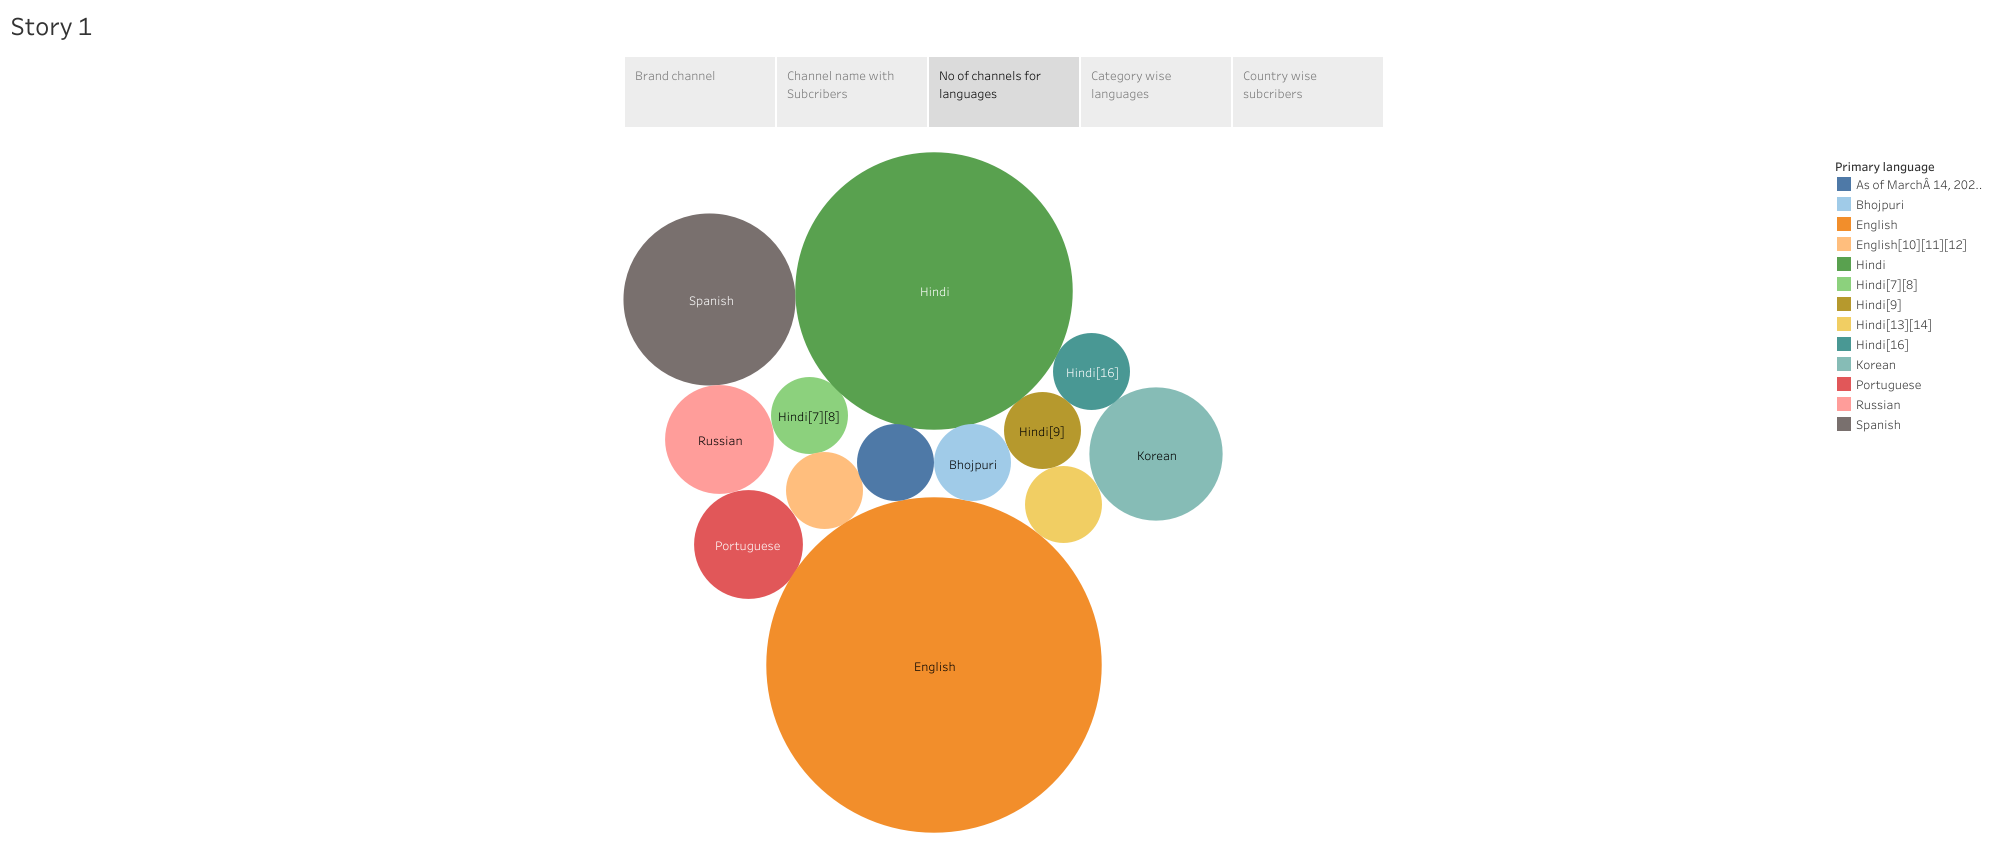 Story 1
Brand channel
Channel name with
Subcribers
No of channels for
languages
Category wise
languages
Country wise
subcribers
Primary language
As of MarchÂ 14, 202..
Bhojpuri
English
English[10][11][12]
Hindi
Hindi[7][8]
Hindi[9]
Hindi[13][14]
Hindi[16]
Korean
Portuguese
Russian
Spanish
Hindi
Spanish
Hindi[16]
Hindi[7][8]
Hindi[9]
Russian
Korean
Bhojpuri
Portuguese
English